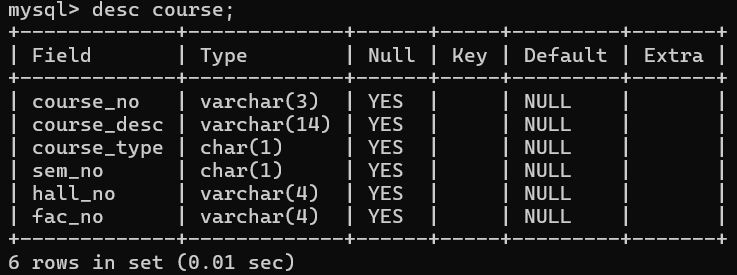 mysql> desc course;
+-------------+-------------+------+-----+---------+-------+
| Field       | Type        | Null | Key | Default | Extra |
+-------------+-------------+------+-----+---------+-------+
| course_no   | varchar(3)  | YES  |     | NULL    |       |
| course_desc | varchar(14) | YES  |     | NULL    |       |
| course_type | char(1)     | YES  |     | NULL    |       |
| sem_no      | char(1)     | YES  |     | NULL    |       |
| hall_no     | varchar(4)  | YES  |     | NULL    |       |
| fac_no      | varchar(4)  | YES  |     | NULL    |       |
+-------------+-------------+------+-----+---------+-------+
6 rows in set (0.01 sec)